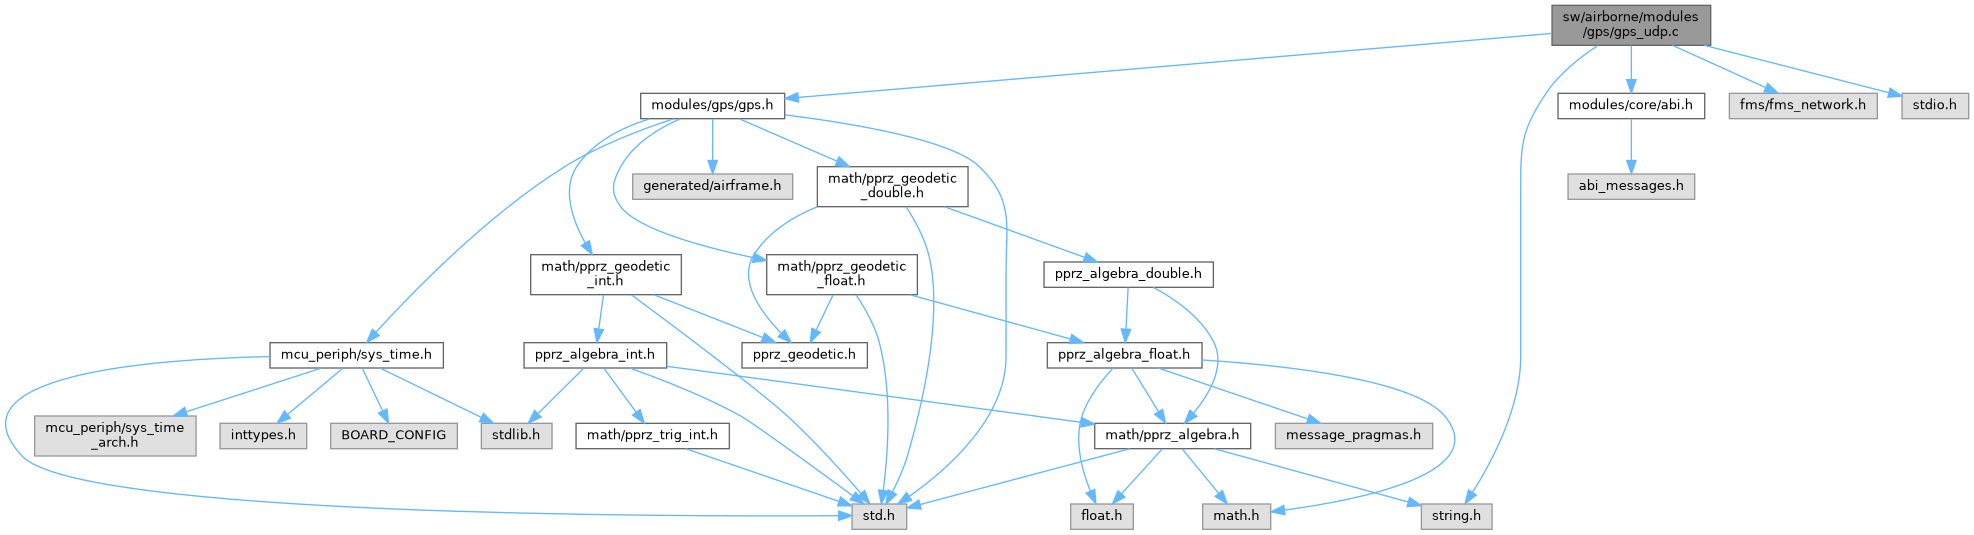 sw/airborne/modules
/gps/gps_udp.c
modules/gps/gps.h
modules/core/abi.h
fms/fms_network.h
stdio.h
generated/airframe.h
math/pprz_geodetic
_double.h
abi_messages.h
math/pprz_geodetic
_int.h
math/pprz_geodetic
_float.h
pprz_algebra_double.h
mcu_periph/sys_time.h
pprz_algebra_int.h
pprz_geodetic.h
pprz_algebra_float.h
mcu_periph/sys_time
_arch.h
inttypes.h
BOARD_CONFIG
stdlib.h
math/pprz_trig_int.h
math/pprz_algebra.h
message_pragmas.h
std.h
float.h
math.h
string.h